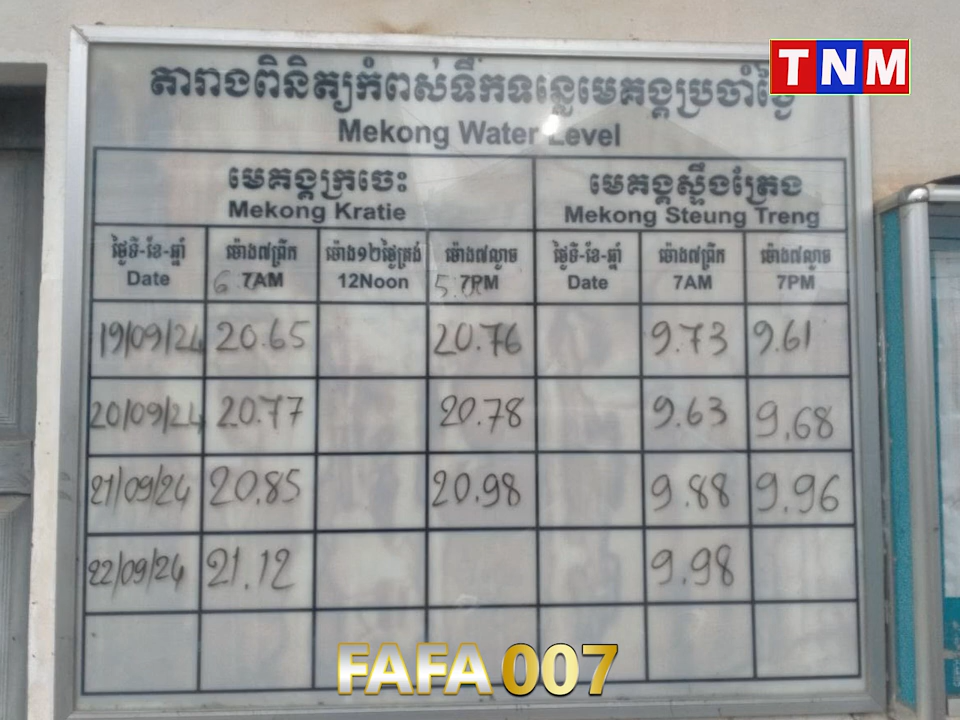 TNM
តារាងពិនិត្យកំពស់ទឹកទន្លេមេគង្គប្រចាំថ្ងៃ
Mekong Water Level
មេគង្គក្រចេះ មេគង្គស្ទឹងត្រែង
Mekong Kratie Mekong Steung Treng
ថ្ងៃទី-ខែ-ឆ្នាំ ម៉ោង៧ព្រឹក ម៉ោង១២ថ្ងៃត្រង់ ម៉ោង៧ល្ងាច ថ្ងៃទី-ខែ-ឆ្នាំ ម៉ោង៧ព្រឹក ម៉ោង៧ល្ងាច
Date 7AM 12Noon 7PM Date 7AM 7PM
19/09/24 20.65 20.76 9.73 9.61
20/09/24 20.77 20.78 9.63 9.68
21/09/24 20.85 20.98 9.88 9.96
22/09/24 21.12 9.98
FAFA 007